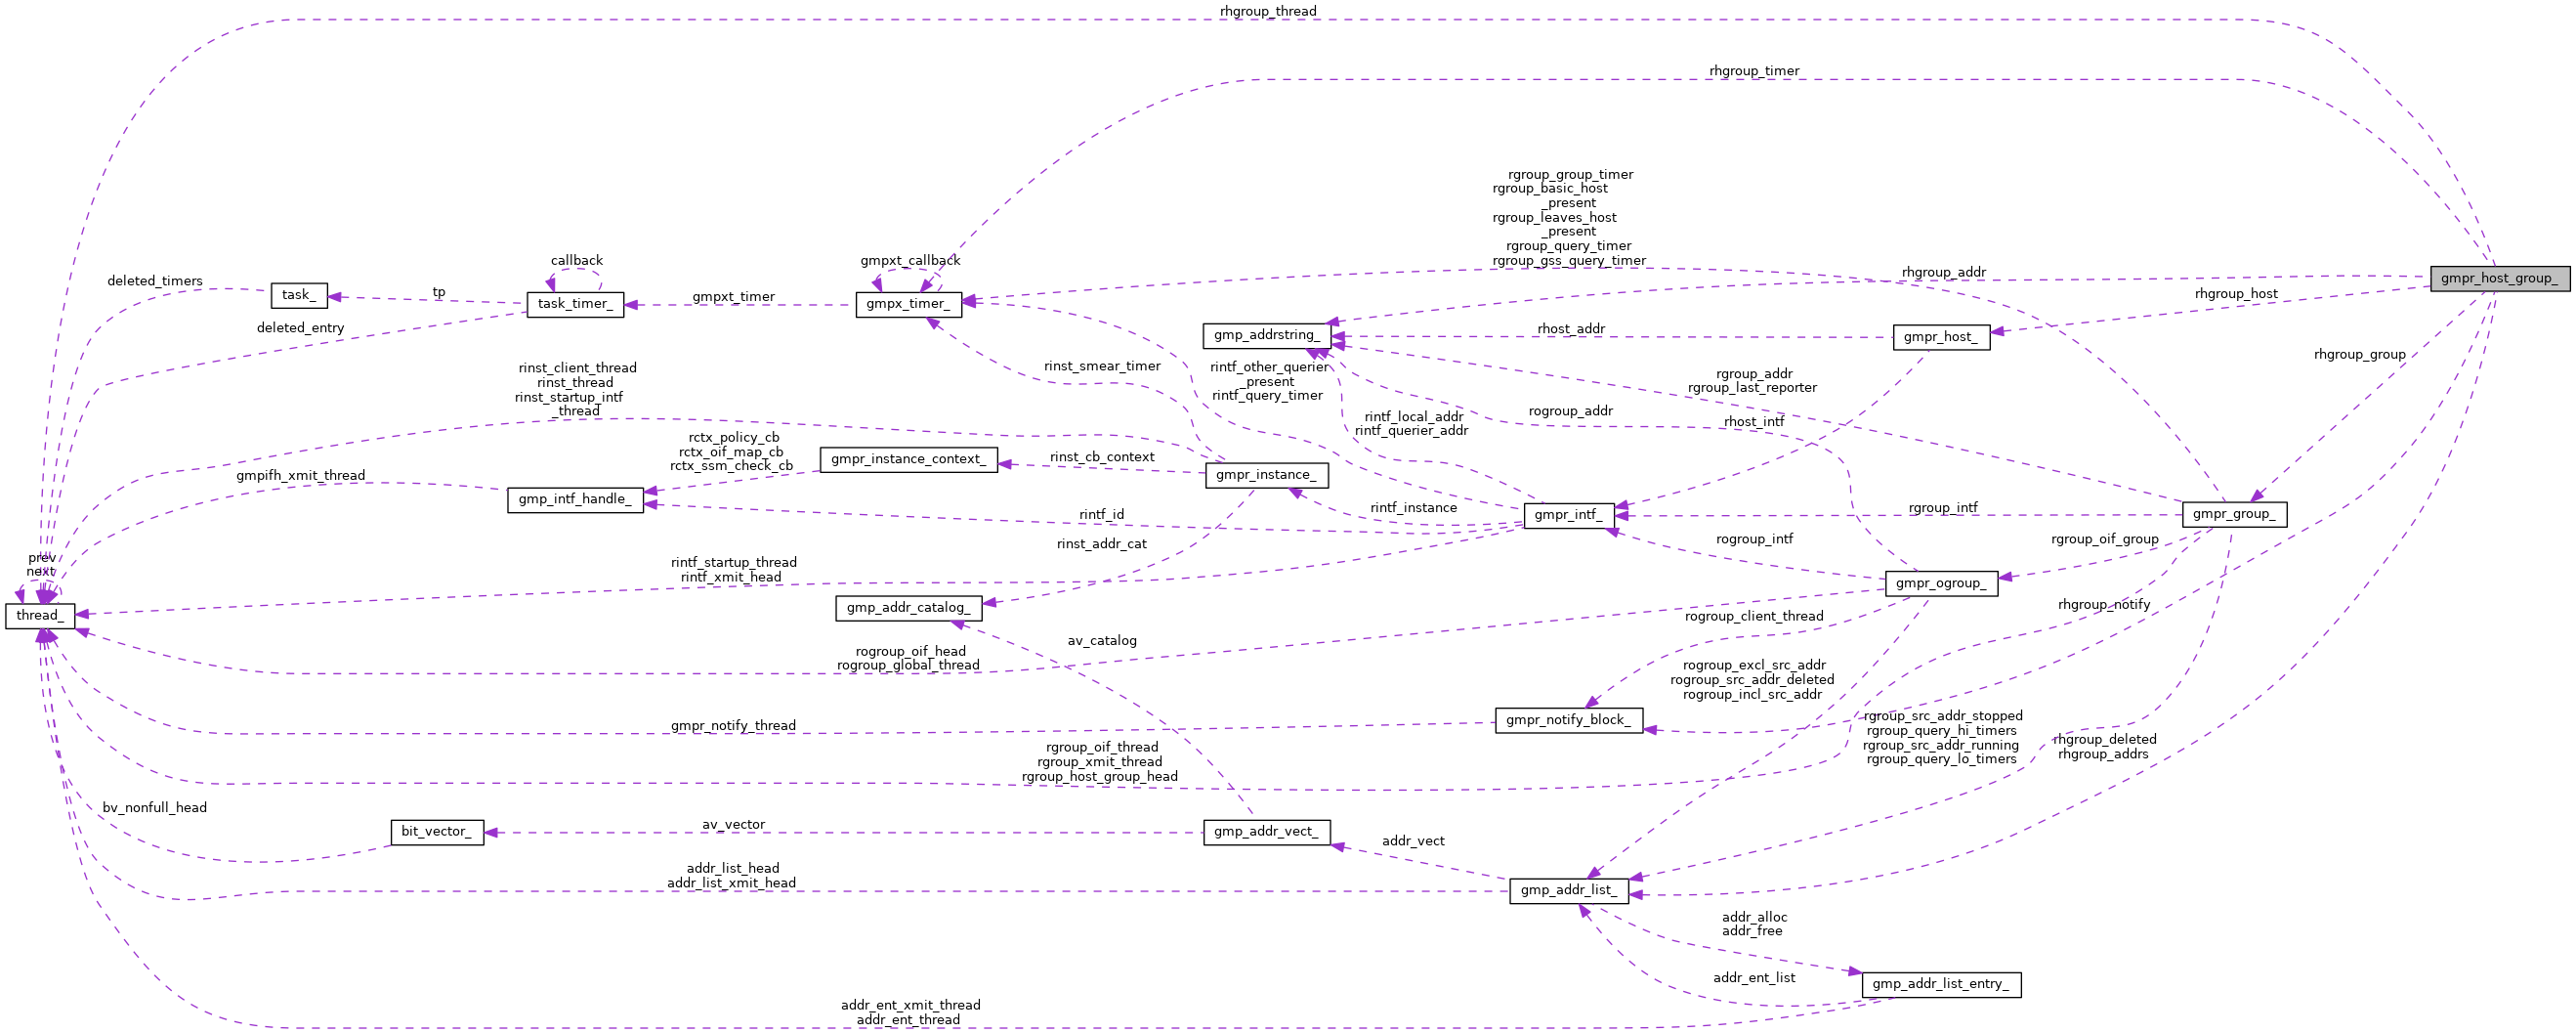 rhgroup_thread
rhgroup_timer
rgroup_group_timer
rgroup_basic_host
_present
rgroup_leaves_host
_present
rgroup_query_timer
rgroup_gss_query_timer
callback
gmpxt_callback
rhgroup_addr
gmpr_host_group_
deleted_timers
task_
tp
task_timer_
gmpxt_timer
gmpx_timer_
rhgroup_host
deleted_entry
gmp_addrstring_
rhost_addr
gmpr_host_
rhgroup_group
rinst_client_thread
rinst_thread
rinst_startup_intf
_thread
rinst_smear_timer
rintf_other_querier
_present
rintf_query_timer
rgroup_addr
rgroup_last_reporter
rintf_local_addr
rintf_querier_addr
rogroup_addr
rhost_intf
rctx_policy_cb
rctx_oif_map_cb
rctx_ssm_check_cb
gmpr_instance_context_
rinst_cb_context
gmpr_instance_
gmpifh_xmit_thread
gmp_intf_handle_
rintf_id
rintf_instance
gmpr_intf_
rgroup_intf
gmpr_group_
rinst_addr_cat
rogroup_intf
rgroup_oif_group
prev
next
rintf_startup_thread
rintf_xmit_head
gmpr_ogroup_
thread_
gmp_addr_catalog_
rogroup_client_thread
rhgroup_notify
av_catalog
rogroup_oif_head
rogroup_global_thread
rogroup_excl_src_addr
rogroup_src_addr_deleted
rogroup_incl_src_addr
gmpr_notify_thread
gmpr_notify_block_
rgroup_src_addr_stopped
rgroup_query_hi_timers
rgroup_src_addr_running
rgroup_query_lo_timers
rhgroup_deleted
rhgroup_addrs
rgroup_oif_thread
rgroup_xmit_thread
rgroup_host_group_head
bv_nonfull_head
bit_vector_
av_vector
gmp_addr_vect_
addr_vect
addr_list_head
addr_list_xmit_head
gmp_addr_list_
addr_alloc
addr_free
addr_ent_list
gmp_addr_list_entry_
addr_ent_xmit_thread
addr_ent_thread